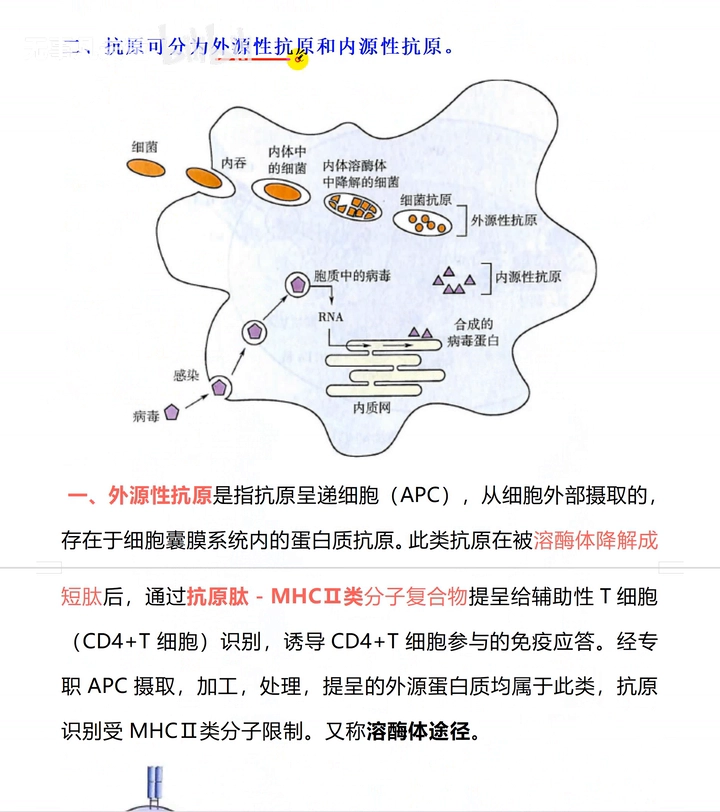 二、抗原可分为外源性抗原和内源性抗原。
细菌
内吞
内体中
的细菌
内体溶酶体
中降解的细菌
细菌抗原
外源性抗原
胞质中的病毒
内源性抗原
RNA
合成的
病毒蛋白
感染
内质网
病毒
一、外源性抗原是指抗原呈递细胞（APC），从细胞外部摄取的，
存在于细胞囊膜系统内的蛋白质抗原。此类抗原在被溶酶体降解成
短肽后，通过抗原肽 - MHCⅡ类分子复合物提呈给辅助性 T 细胞
（CD4+T 细胞）识别，诱导 CD4+T 细胞参与的免疫应答。经专
职 APC 摄取，加工，处理，提呈的外源蛋白质均属于此类，抗原
识别受 MHCⅡ类分子限制。又称溶酶体途径。